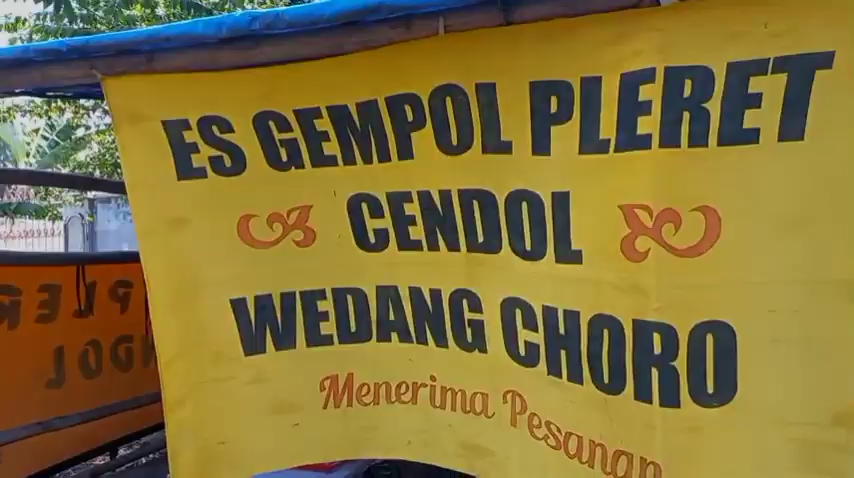 ES GEMPOL PLERET
CENDOL
WEDANG CHORO
Menerima Pesanan